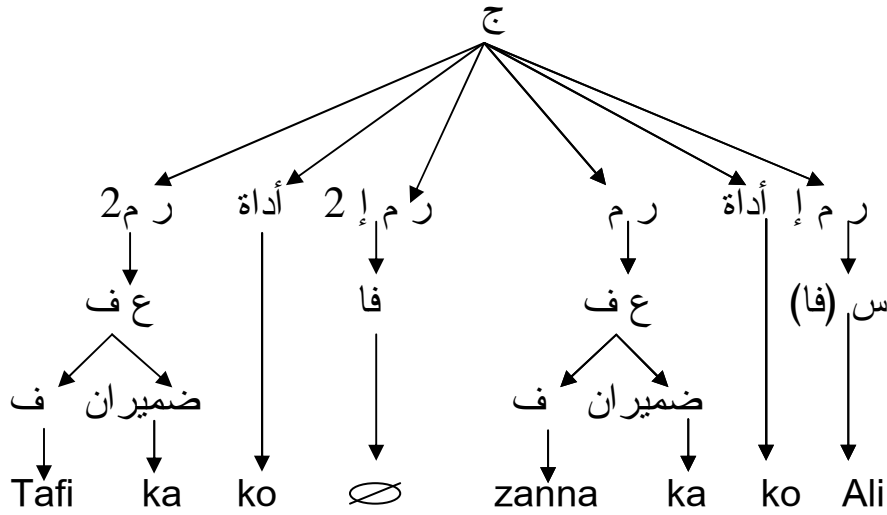 ج
ر م إ أداة ر م ر م إ 2 أداة ر م2
س (فا) ع ف فا ع ف
ضميران ف ضميران ف
Tafi ka ko ∅ zanna ka ko Ali